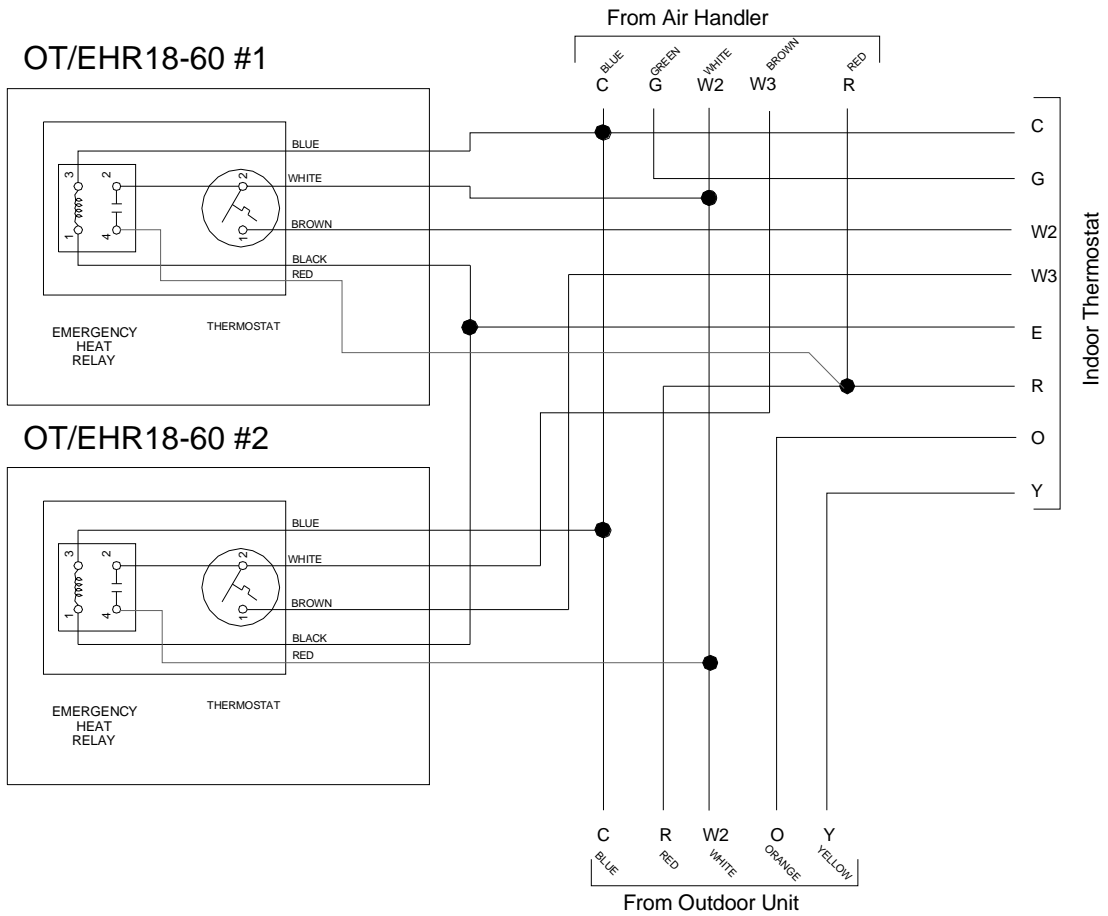 From Air Handler
BLUE
GREEN
WHITE
BROWN
RED
C
G
W2
W3
R
OT/EHR18-60 #1
BLUE
WHITE
BROWN
BLACK
RED
3
2
1
4
2
1
EMERGENCY
HEAT
RELAY
THERMOSTAT
C
G
W2
W3
E
R
O
Y
Indoor Thermostat
OT/EHR18-60 #2
BLUE
WHITE
BROWN
BLACK
RED
3
2
1
4
2
1
EMERGENCY
HEAT
RELAY
THERMOSTAT
C
R
W2
O
Y
BLUE
RED
WHITE
ORANGE
YELLOW
From Outdoor Unit